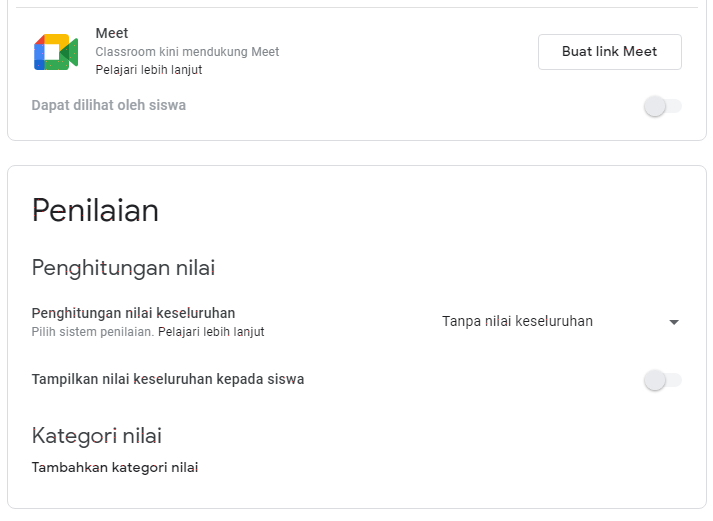 Meet
Classroom kini mendukung Meet
Pelajari lebih lanjut
Buat link Meet
Dapat dilihat oleh siswa
Penilaian
Penghitungan nilai
Penghitungan nilai keseluruhan
Pilih sistem penilaian. Pelajari lebih lanjut
Tanpa nilai keseluruhan
Tampilkan nilai keseluruhan kepada siswa
Kategori nilai
Tambahkan kategori nilai